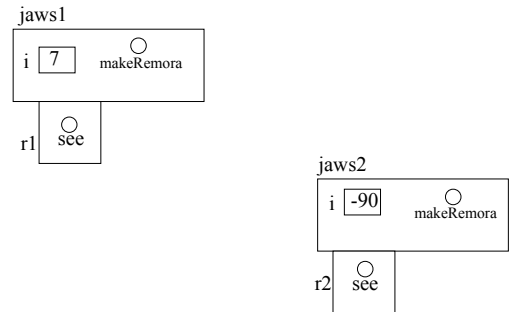 jaws1
i 7 makeRemora
r1 see
jaws2
i -90 makeRemora
r2 see